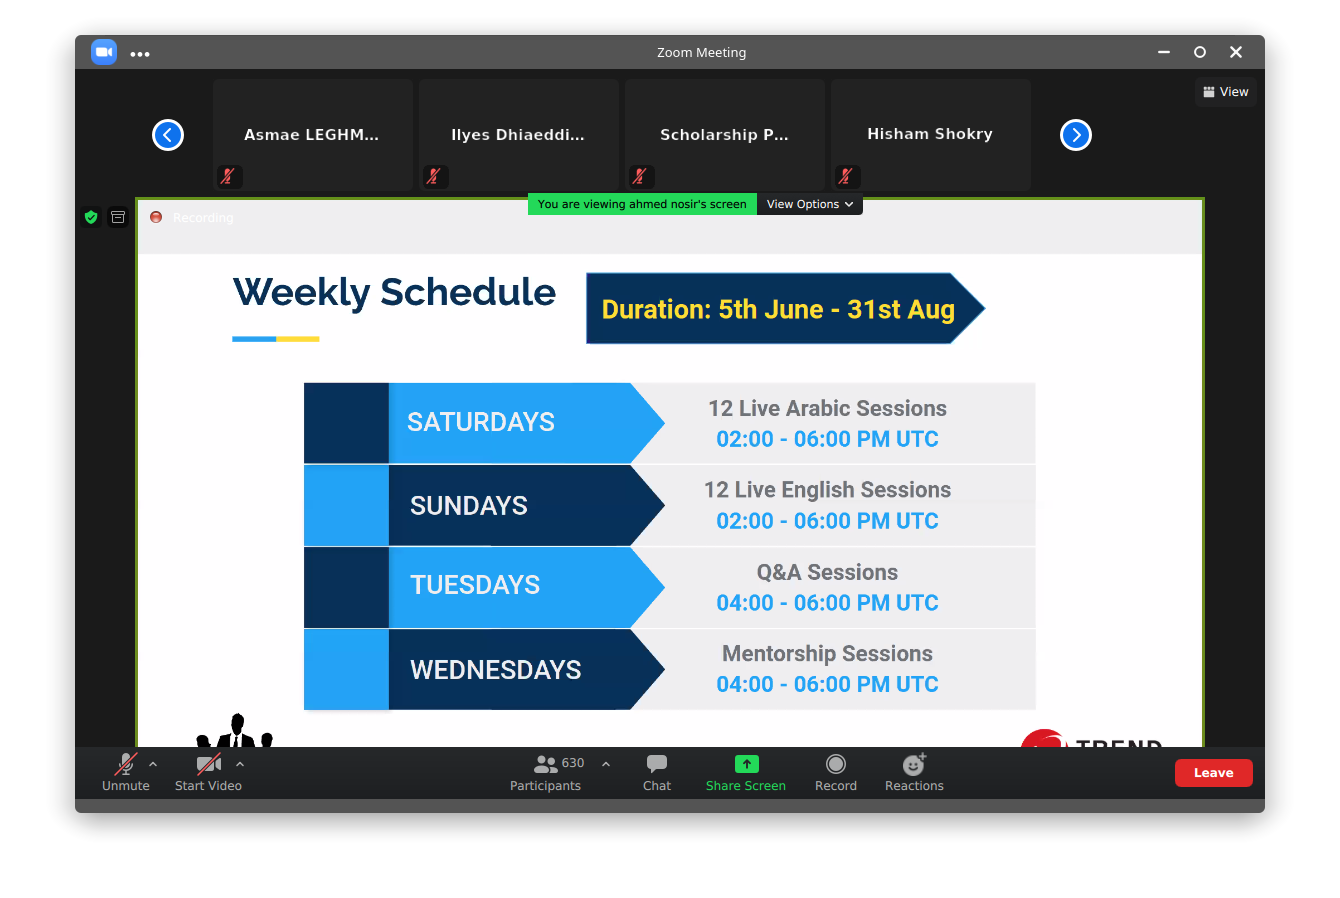 Zoom Meeting
View
Asmae LEGHM...
Ilyes Dhiaeddi...
Scholarship P...
Hisham Shokry
You are viewing ahmed nosir's screen
View Options
Recording
Weekly Schedule
Duration: 5th June - 31st Aug
SATURDAYS
12 Live Arabic Sessions
02:00 - 06:00 PM UTC
SUNDAYS
12 Live English Sessions
02:00 - 06:00 PM UTC
TUESDAYS
Q&A Sessions
04:00 - 06:00 PM UTC
WEDNESDAYS
Mentorship Sessions
04:00 - 06:00 PM UTC
TREND
630
Unmute
Start Video
Participants
Chat
Share Screen
Record
Reactions
Leave